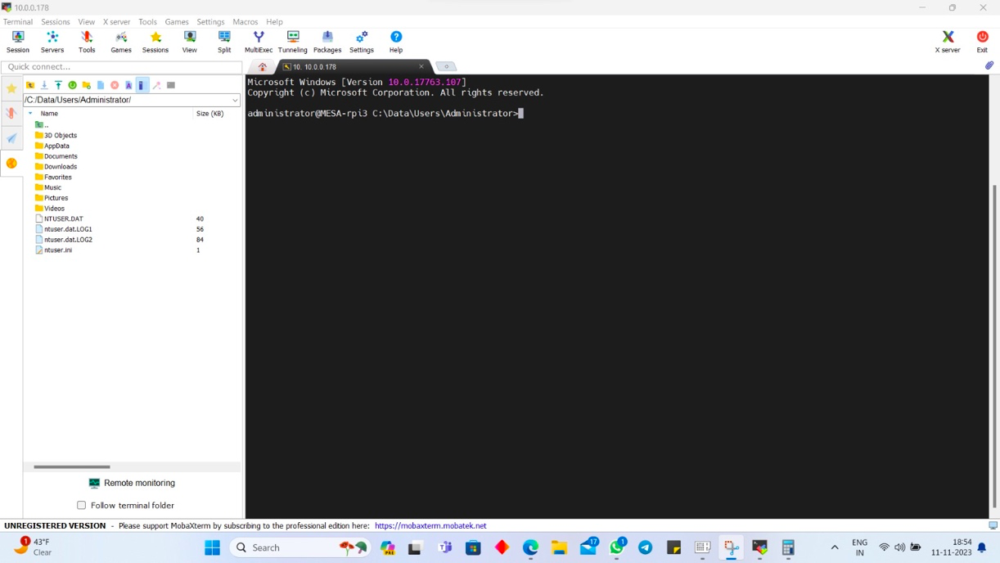 10.0.0.178
Terminal Sessions View X server Tools Games Settings Macros Help
Session Servers Tools Games Sessions View Split MultiExec Tunneling Packages Settings Help X server Exit
Quick connect...
10. 10.0.0.178
/C:/Data/Users/Administrator/
Name Size (KB)
..
3D Objects
AppData
Documents
Downloads
Favorites
Music
Pictures
Videos
NTUSER.DAT 40
ntuser.dat.LOG1 56
ntuser.dat.LOG2 84
ntuser.ini 1
Remote monitoring
Follow terminal folder
Microsoft Windows [Version 10.0.17763.107]
Copyright (c) Microsoft Corporation. All rights reserved.
administrator@MESA-rpi3 C:\Data\Users\Administrator>
UNREGISTERED VERSION - Please support MobaXterm by subscribing to the professional edition here: https://mobaxterm.mobatek.net
1
43°F
Clear
Search
PRE
17
1
ENG
IN
18:54
11-11-2023